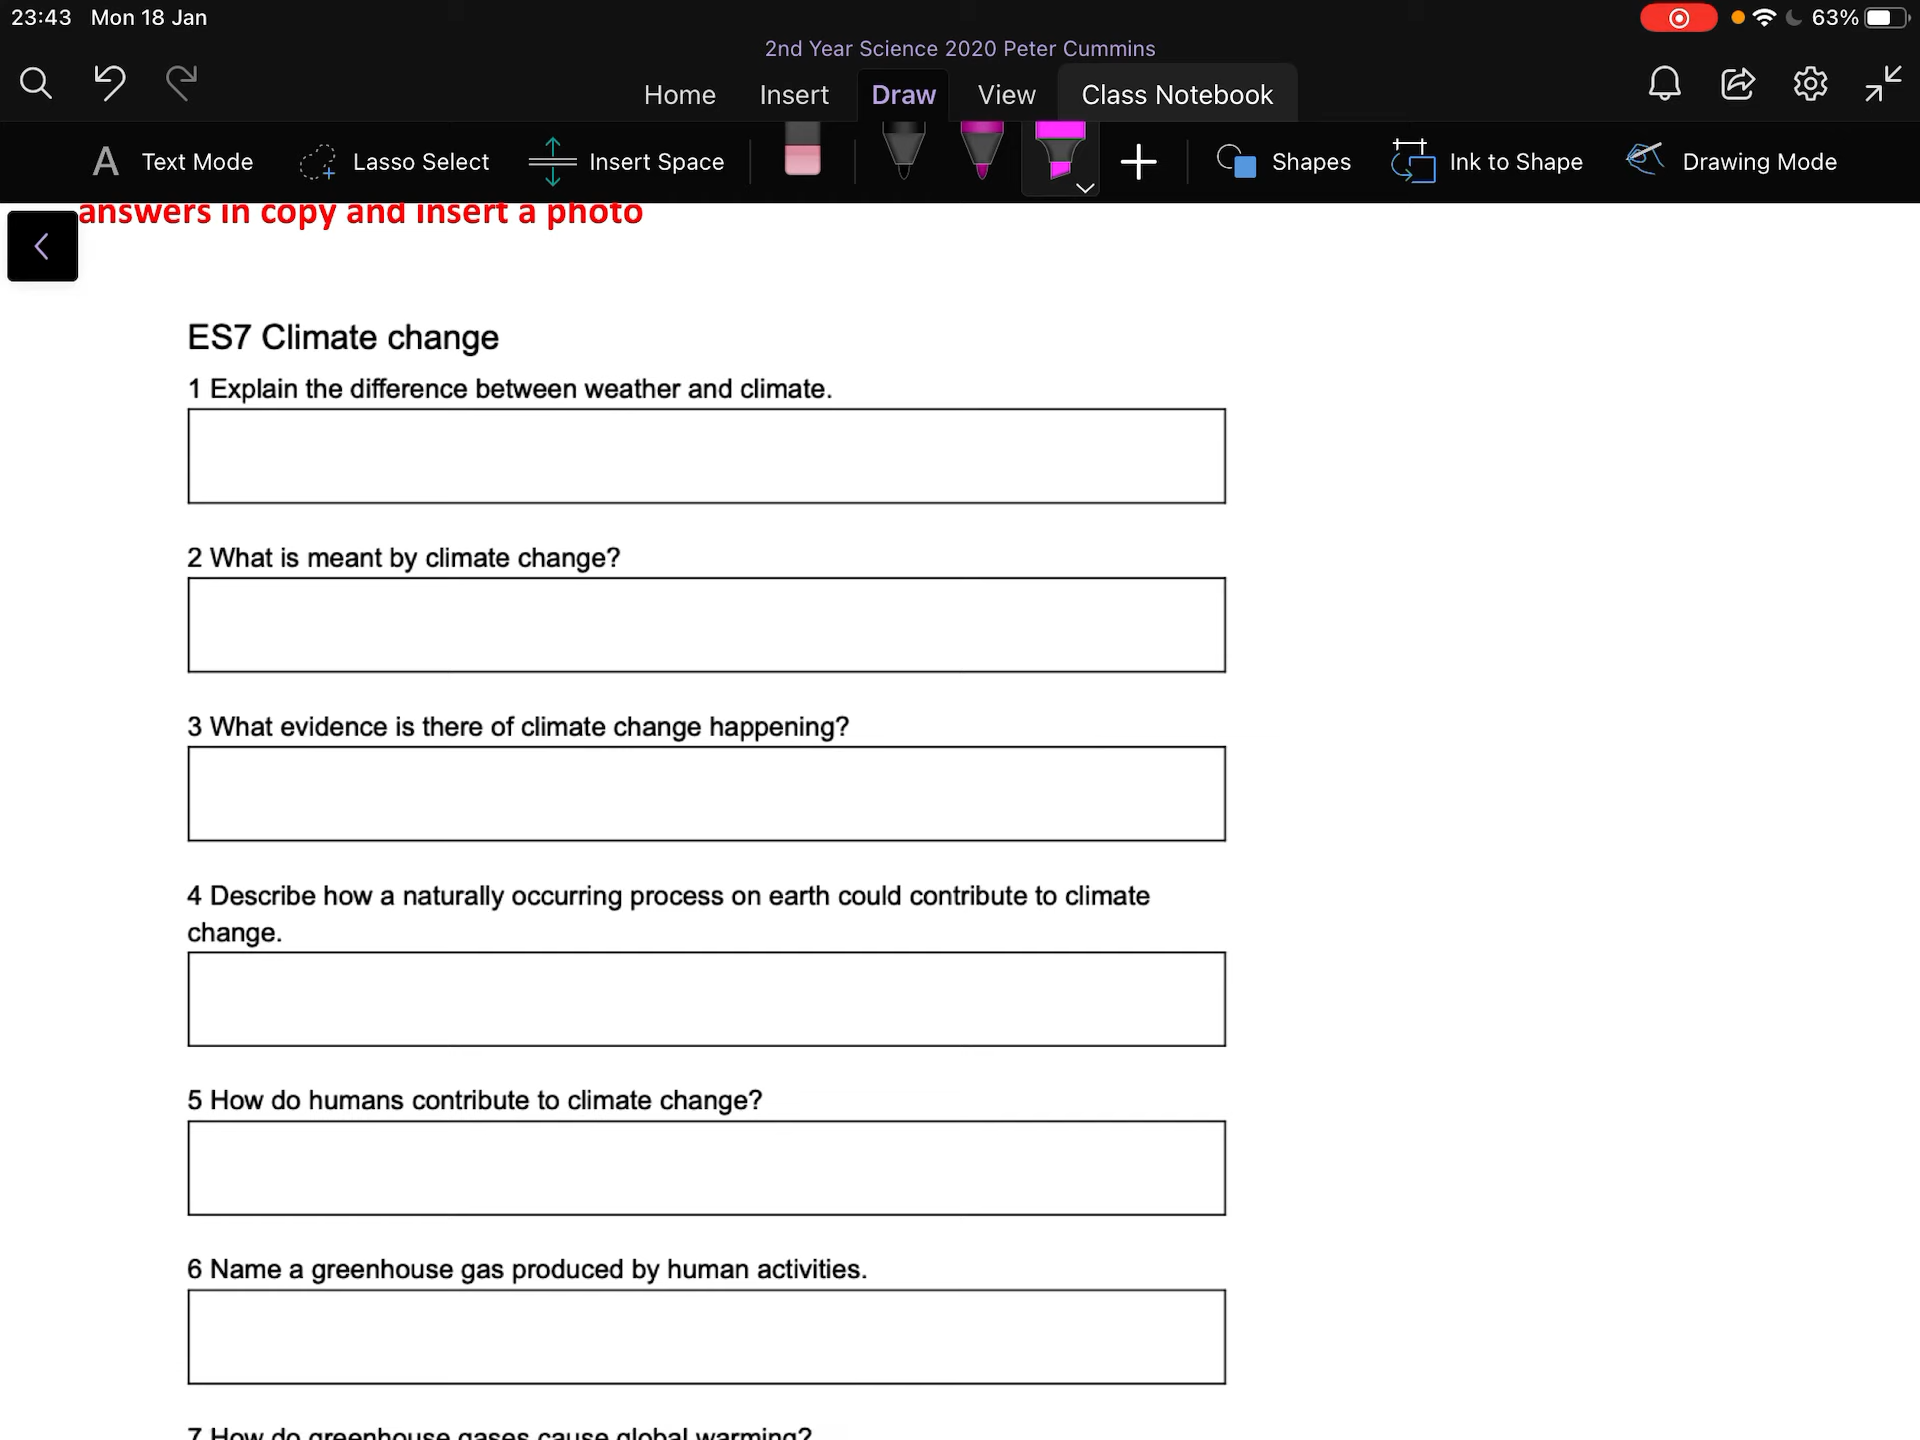 23:43 Mon 18 Jan
63%
2nd Year Science 2020 Peter Cummins
Home Insert Draw View Class Notebook
A Text Mode Lasso Select Insert Space Shapes Ink to Shape Drawing Mode
answers in copy and insert a photo
ES7 Climate change
1 Explain the difference between weather and climate.
2 What is meant by climate change?
3 What evidence is there of climate change happening?
4 Describe how a naturally occurring process on earth could contribute to climate
change.
5 How do humans contribute to climate change?
6 Name a greenhouse gas produced by human activities.
7 How do greenhouse gases cause global warming?